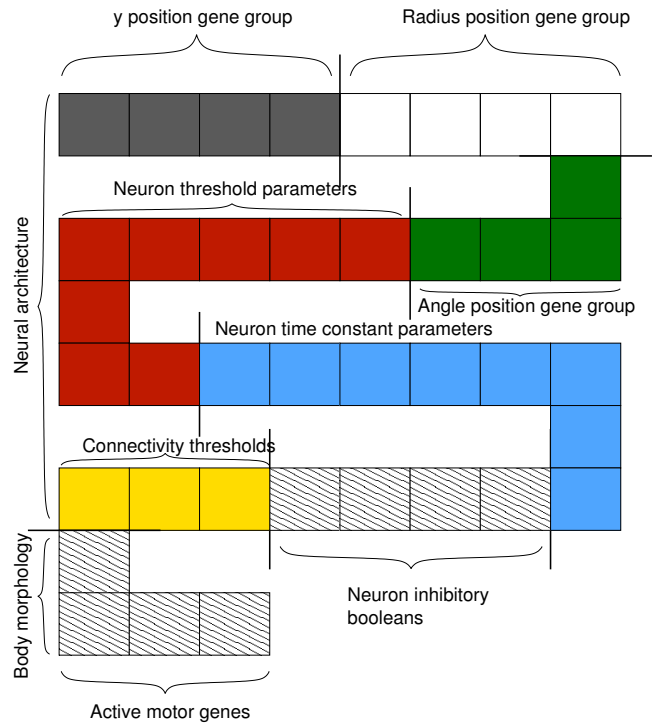 y position gene group
Radius position gene group
Neuron threshold parameters
Angle position gene group
Neural architecture
Neuron time constant parameters
Connectivity thresholds
Neuron inhibitory
booleans
Body morphology
Active motor genes